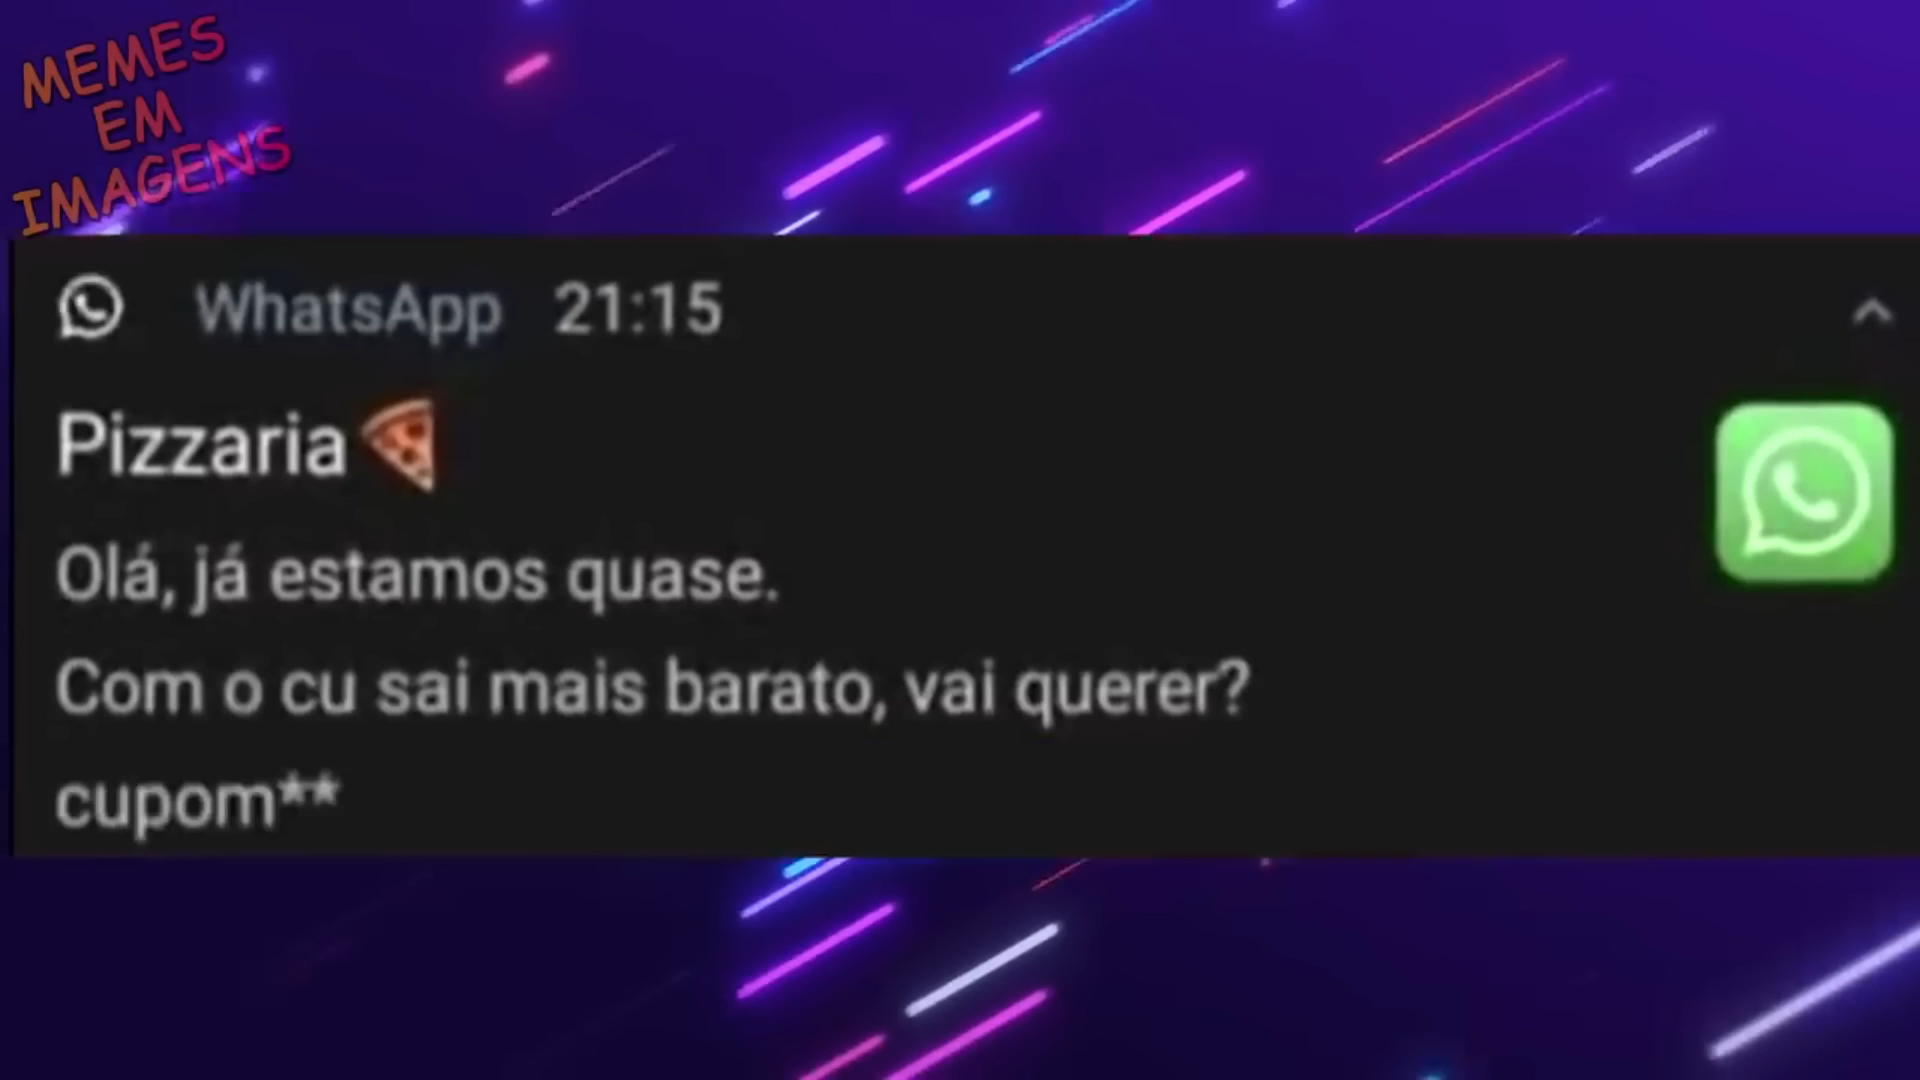 MEMES
EM
IMAGENS
WhatsApp 21:15
Pizzaria
Olá, já estamos quase.
Com o cu sai mais barato, vai querer?
cupom**